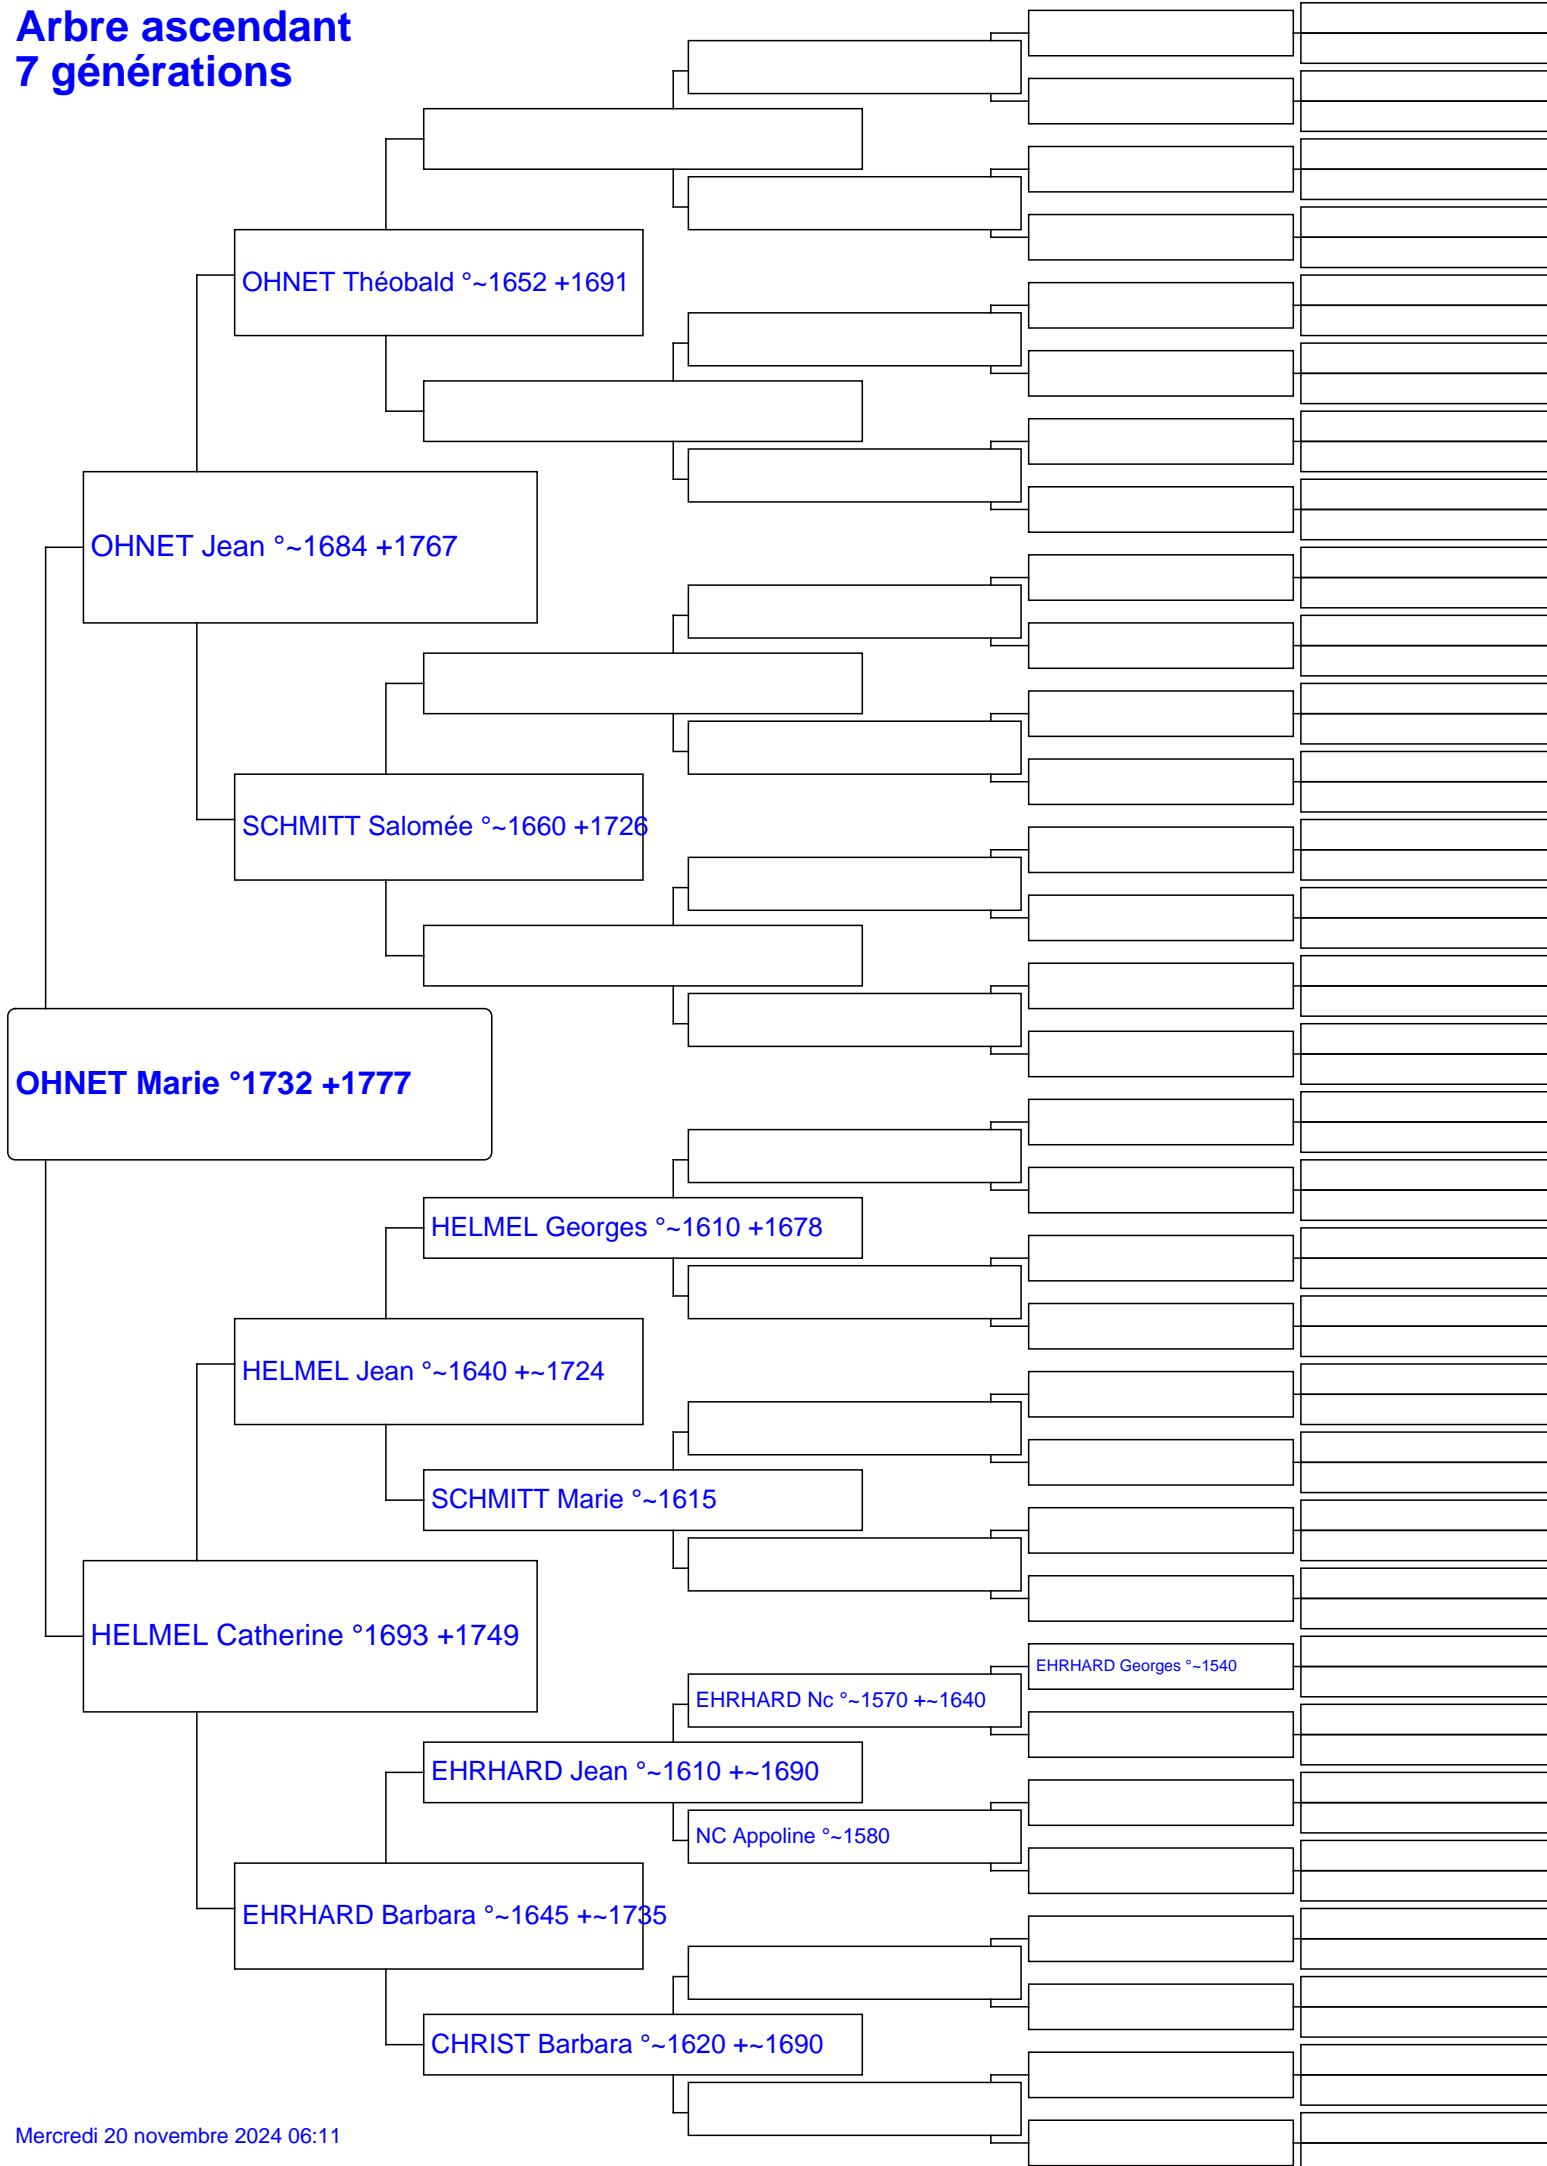 Arbre ascendant
7 générations
OHNET Théobald °~1652 +1691
OHNET Jean °~1684 +1767
SCHMITT Salomée °~1660 +1726
OHNET Marie °1732 +1777
HELMEL Georges °~1610 +1678
HELMEL Jean °~1640 +~1724
SCHMITT Marie °~1615
HELMEL Catherine °1693 +1749
EHRHARD Georges °~1540
EHRHARD Nc °~1570 +~1640
EHRHARD Jean °~1610 +~1690
NC Appoline °~1580
EHRHARD Barbara °~1645 +~1735
CHRIST Barbara °~1620 +~1690
Mercredi 20 novembre 2024 06:11